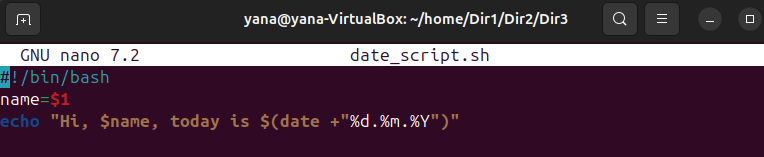 yana@yana-VirtualBox: ~/home/Dir1/Dir2/Dir3
GNU nano 7.2 date_script.sh
#!/bin/bash
name=$1
echo "Hi, $name, today is $(date +"%d.%m.%Y")"